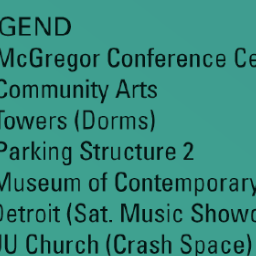 GEND
McGregor Conference Ce
Community Arts
Towers (Dorms)
Parking Structure 2
Museum of Contemporary
Detroit (Sat. Music Showc
UU Church (Crash Space)